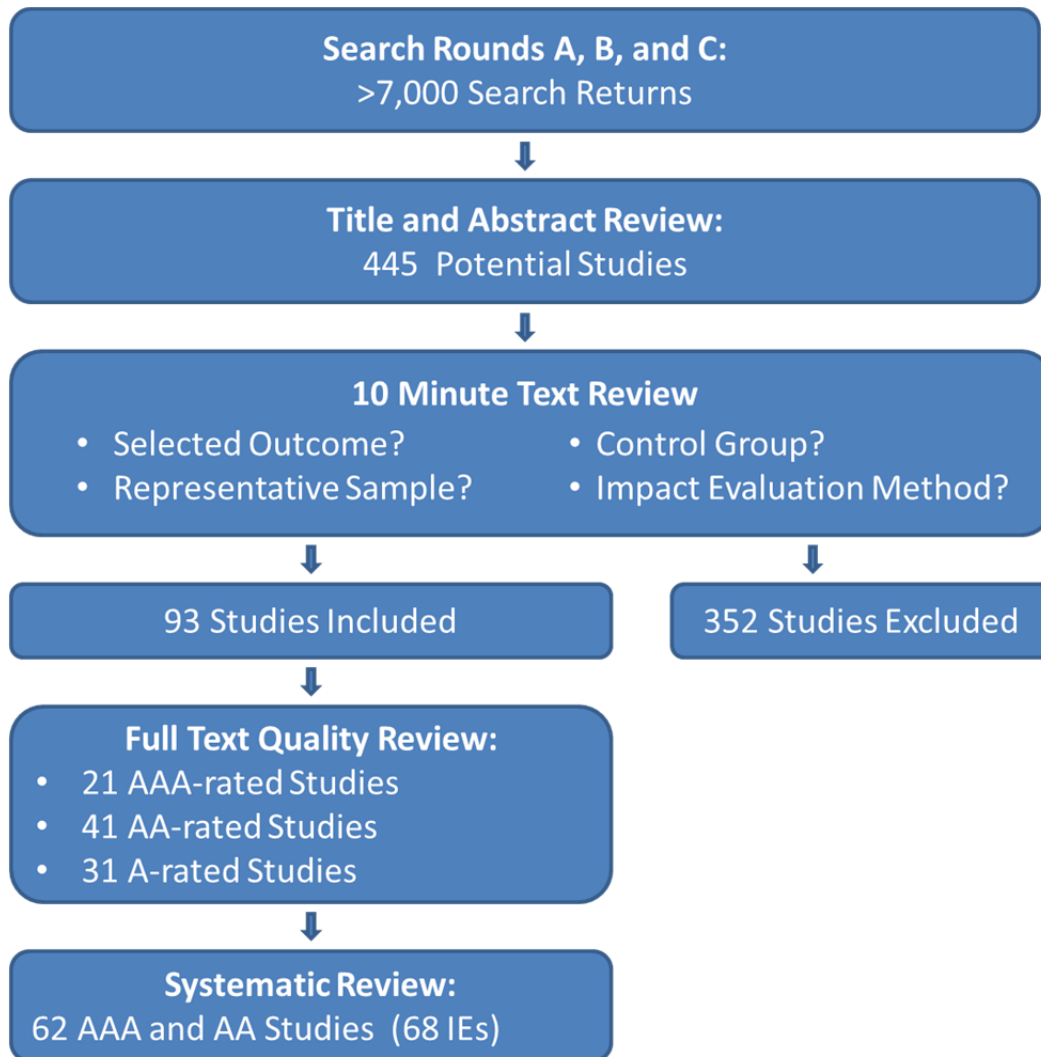 Search Rounds A, B, and C:
>7,000 Search Returns
Title and Abstract Review:
445 Potential Studies
10 Minute Text Review
• Selected Outcome?
• Representative Sample?
• Control Group?
• Impact Evaluation Method?
93 Studies Included
352 Studies Excluded
Full Text Quality Review:
• 21 AAA-rated Studies
• 41 AA-rated Studies
• 31 A-rated Studies
Systematic Review:
62 AAA and AA Studies (68 IEs)